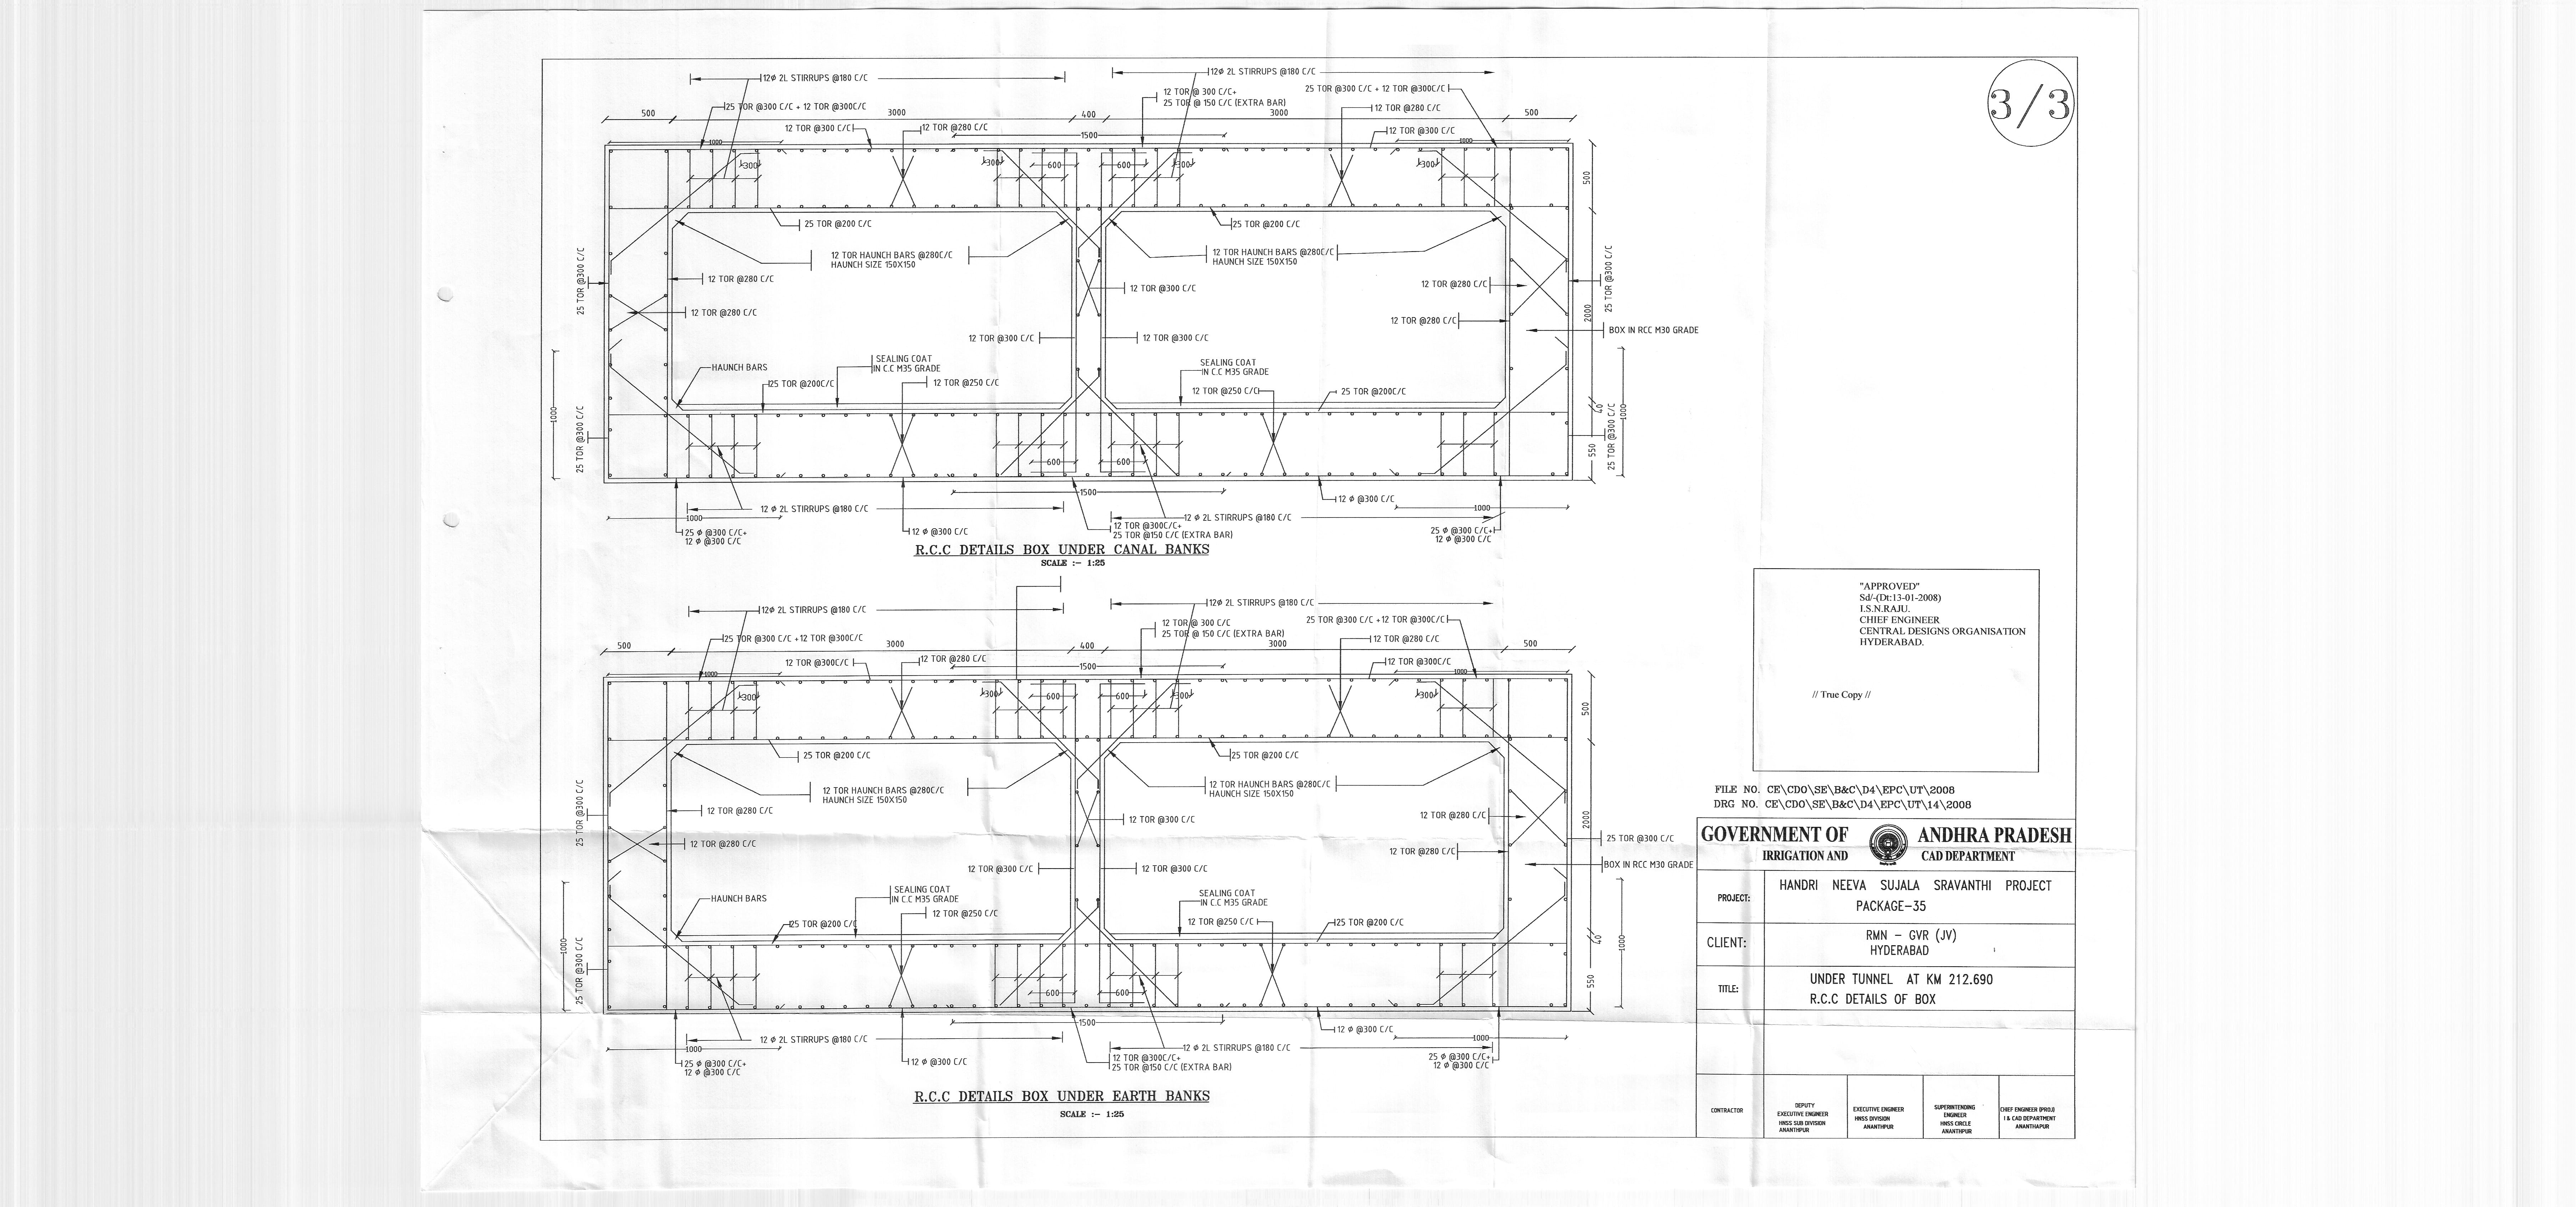 3/3
12Φ 2L STIRRUPS @180 C/C
12Φ 2L STIRRUPS @180 C/C
25 TOR @300 C/C + 12 TOR @300C/C
12 TOR @ 300 C/C+
25 TOR @ 150 C/C (EXTRA BAR)
25 TOR @300 C/C + 12 TOR @300C/C
12 TOR @280 C/C
500
3000
400
3000
500
12 TOR @300 C/C
12 TOR @280 C/C
1500
12 TOR @300 C/C
1000
1000
300
300
600
600
300
300
500
25 TOR @200 C/C
25 TOR @200 C/C
12 TOR HAUNCH BARS @280C/C
HAUNCH SIZE 150X150
12 TOR HAUNCH BARS @280C/C
HAUNCH SIZE 150X150
25 TOR @300 C/C
12 TOR @280 C/C
12 TOR @300 C/C
12 TOR @280 C/C
25 TOR @300 C/C
12 TOR @280 C/C
12 TOR @280 C/C
2000
BOX IN RCC M30 GRADE
12 TOR @300 C/C
12 TOR @300 C/C
HAUNCH BARS
SEALING COAT
IN C.C M35 GRADE
SEALING COAT
IN C.C M35 GRADE
25 TOR @200C/C
12 TOR @250 C/C
12 TOR @250 C/C
25 TOR @200C/C
1000
40
1000
25 TOR @300 C/C
25 TOR @300 C/C
550
600
600
1500
12 Φ @300 C/C
12 Φ 2L STIRRUPS @180 C/C
1000
1000
12 Φ 2L STIRRUPS @180 C/C
25 Φ @300 C/C+
12 Φ @300 C/C
12 Φ @300 C/C
12 TOR @300C/C+
25 TOR @150 C/C (EXTRA BAR)
25 Φ @300 C/C+
12 Φ @300 C/C
R.C.C DETAILS BOX UNDER CANAL BANKS
SCALE :- 1:25
12Φ 2L STIRRUPS @180 C/C
12Φ 2L STIRRUPS @180 C/C
25 TOR @300 C/C +12 TOR @300C/C
12 TOR @ 300 C/C
25 TOR @ 150 C/C (EXTRA BAR)
25 TOR @300 C/C +12 TOR @300C/C
12 TOR @280 C/C
500
3000
400
3000
500
12 TOR @300C/C
12 TOR @280 C/C
1500
12 TOR @300C/C
1000
1000
300
300
600
600
300
300
500
25 TOR @200 C/C
25 TOR @200 C/C
12 TOR HAUNCH BARS @280C/C
HAUNCH SIZE 150X150
12 TOR HAUNCH BARS @280C/C
HAUNCH SIZE 150X150
25 TOR @300 C/C
12 TOR @280 C/C
12 TOR @300 C/C
12 TOR @280 C/C
2000
25 TOR @300 C/C
12 TOR @280 C/C
12 TOR @280 C/C
BOX IN RCC M30 GRADE
12 TOR @300 C/C
12 TOR @300 C/C
HAUNCH BARS
SEALING COAT
IN C.C M35 GRADE
SEALING COAT
IN C.C M35 GRADE
25 TOR @200 C/C
12 TOR @250 C/C
12 TOR @250 C/C
25 TOR @200 C/C
1000
40
1000
25 TOR @300 C/C
550
600
600
1500
12 Φ @300 C/C
12 Φ 2L STIRRUPS @180 C/C
1000
1000
12 Φ 2L STIRRUPS @180 C/C
25 Φ @300 C/C+
12 Φ @300 C/C
12 Φ @300 C/C
12 TOR @300C/C+
25 TOR @150 C/C (EXTRA BAR)
25 Φ @300 C/C+
12 Φ @300 C/C
R.C.C DETAILS BOX UNDER EARTH BANKS
SCALE :- 1:25
"APPROVED"
Sd/-(Dt:13-01-2008)
I.S.N.RAJU.
CHIEF ENGINEER
CENTRAL DESIGNS ORGANISATION
HYDERABAD.
// True Copy //
FILE NO. CE\CDO\SE\B&C\D4\EPC\UT\2008
DRG NO. CE\CDO\SE\B&C\D4\EPC\UT\14\2008
GOVERNMENT OF ANDHRA PRADESH
IRRIGATION AND CAD DEPARTMENT
PROJECT: HANDRI NEEVA SUJALA SRAVANTHI PROJECT
PACKAGE-35
CLIENT: RMN - GVR (JV)
HYDERABAD
TITLE: UNDER TUNNEL AT KM 212.690
R.C.C DETAILS OF BOX
CONTRACTOR
DEPUTY
EXECUTIVE ENGINEER
HNSS SUB DIVISION
ANANTHPUR
EXECUTIVE ENGINEER
HNSS DIVISION
ANANTHPUR
SUPERINTENDING
ENGINEER
HNSS CIRCLE
ANANTHPUR
CHIEF ENGINEER (PROJ)
I & CAD DEPARTMENT
ANANTHAPUR